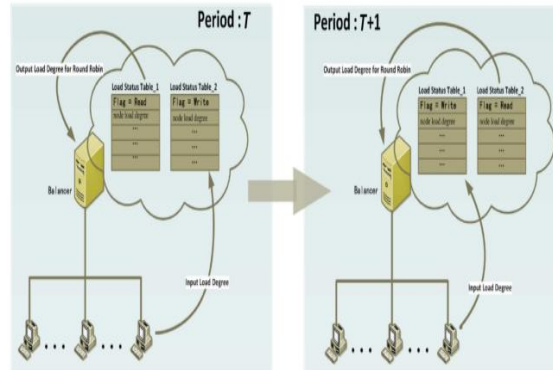 Period : T
Output Load Degree for Round Robin
Load Status Table_1
Load Status Table_2
Flag = Read
Flag = Write
node load degree
node load degree
...
...
...
...
...
...
Balancer
Input Load Degree
... ...
Period : T+1
Output Load Degree for Round Robin
Load Status Table_1
Load Status Table_2
Flag = Write
Flag = Read
node load degree
node load degree
...
...
...
...
...
...
Balancer
Input Load Degree
... ...